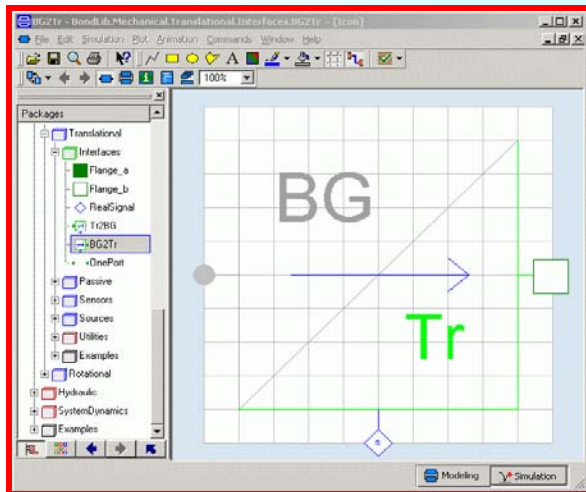 BG2Tr - BondLib.Mechanical.Translational.Interfaces.BG2Tr - [Icon]
File Edit Simulation Plot Animation Commands Window Help
100%
Packages
Translational
Interfaces
Flange_a
Flange_b
RealSignal
Tr2BG
BG2Tr
OnePort
Passive
Sensors
Sources
Utilities
Examples
Rotational
Hydraulic
SystemDynamics
Examples
BG
Tr
Modeling
Simulation